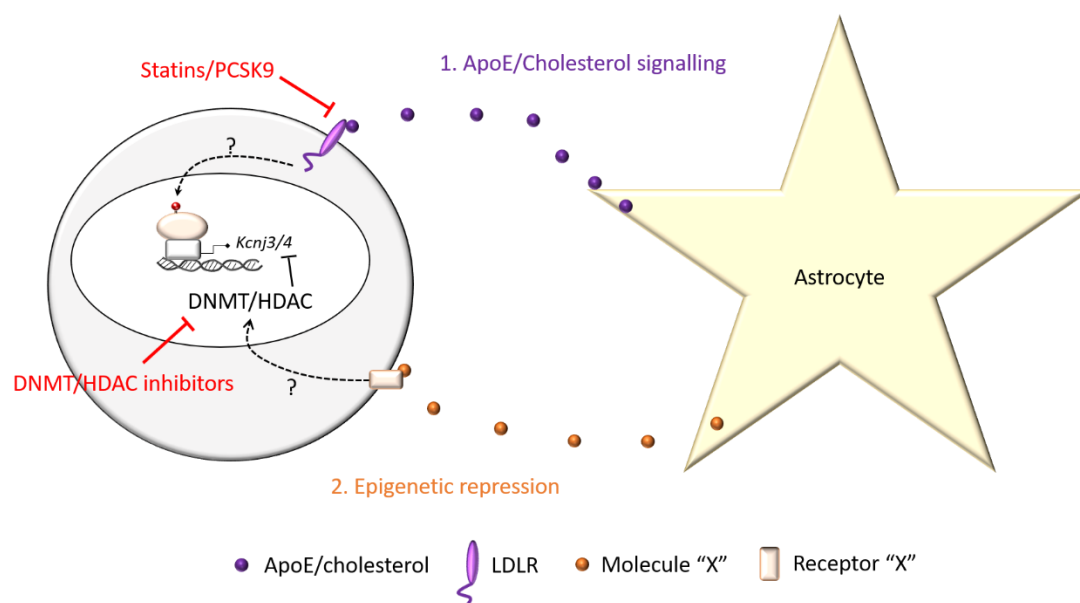 Statins/PCSK9
1. ApoE/Cholesterol signalling
?
Kcnj3/4
DNMT/HDAC
Astrocyte
DNMT/HDAC inhibitors
?
2. Epigenetic repression
ApoE/cholesterol
LDLR
Molecule “X”
Receptor “X”